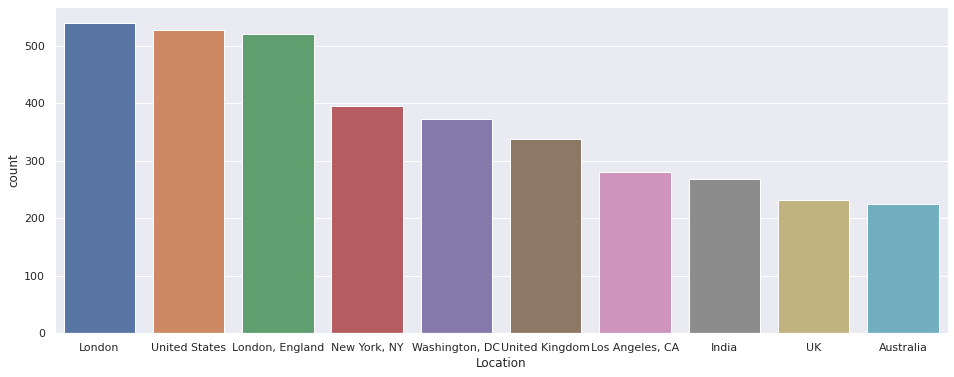 count
500
400
300
200
100
0
London United States London, England New York, NY Washington, DC United Kingdom Los Angeles, CA India UK Australia
Location